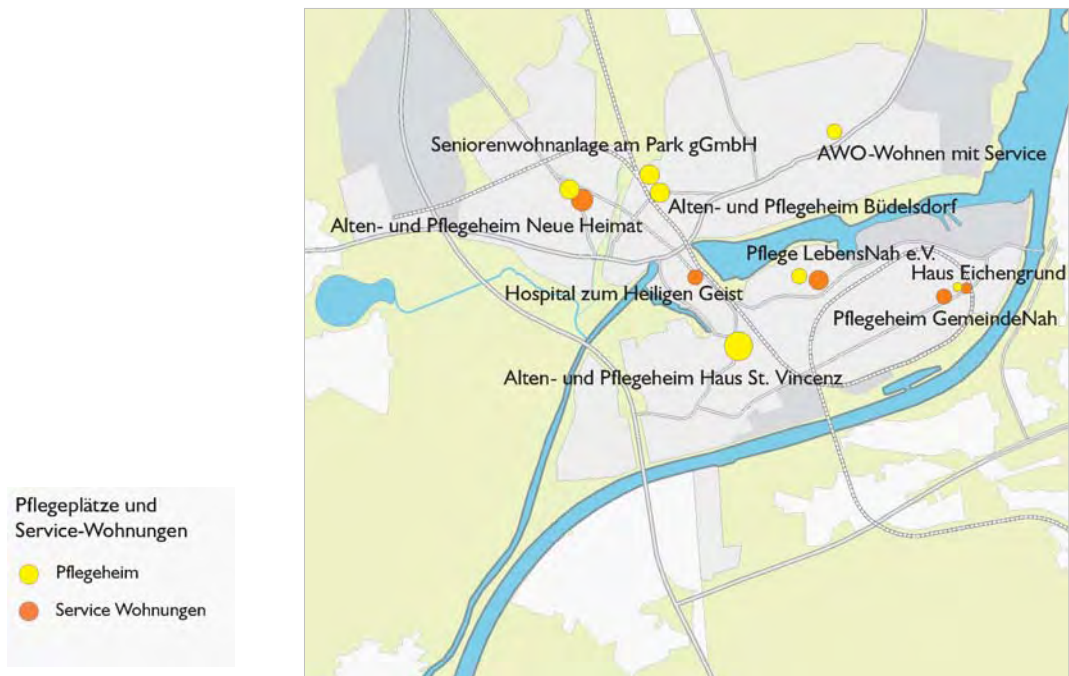 Seniorenwohnanlage am Park gGmbH
AWO-Wohnen mit Service
Alten- und Pflegeheim Büdelsdorf
Alten- und Pflegeheim Neue Heimat
Pflege LebensNah e.V.
Haus Eichengrund
Hospital zum Heiligen Geist
Pflegeheim GemeindeNah
Alten- und Pflegeheim Haus St. Vincenz
Pflegeplätze und
Service-Wohnungen
Pflegeheim
Service Wohnungen